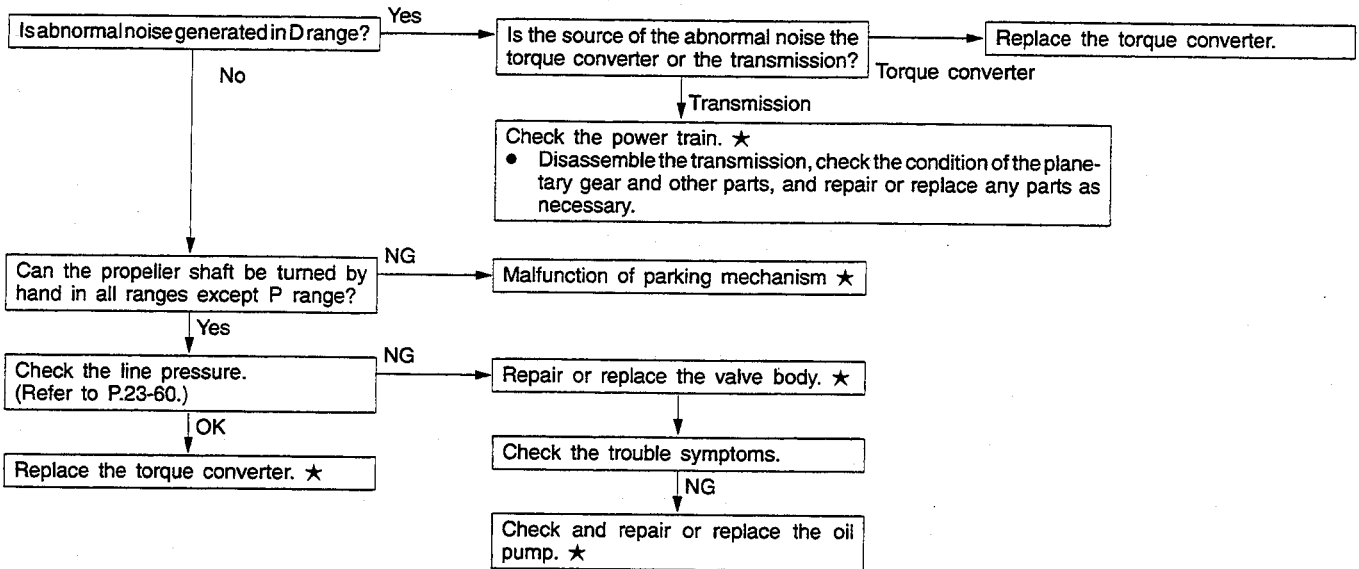 Is abnormal noise generated in D range?
Yes
Is the source of the abnormal noise the
torque converter or the transmission?
Replace the torque converter.
Torque converter
No
Transmission
Check the power train. ★
● Disassemble the transmission, check the condition of the plane-
tary gear and other parts, and repair or replace any parts as
necessary.
Can the propeller shaft be turned by
hand in all ranges except P range?
NG
Malfunction of parking mechanism ★
Yes
Check the line pressure.
(Refer to P.23-60.)
NG
Repair or replace the valve body. ★
OK
Replace the torque converter. ★
Check the trouble symptoms.
NG
Check and repair or replace the oil
pump. ★